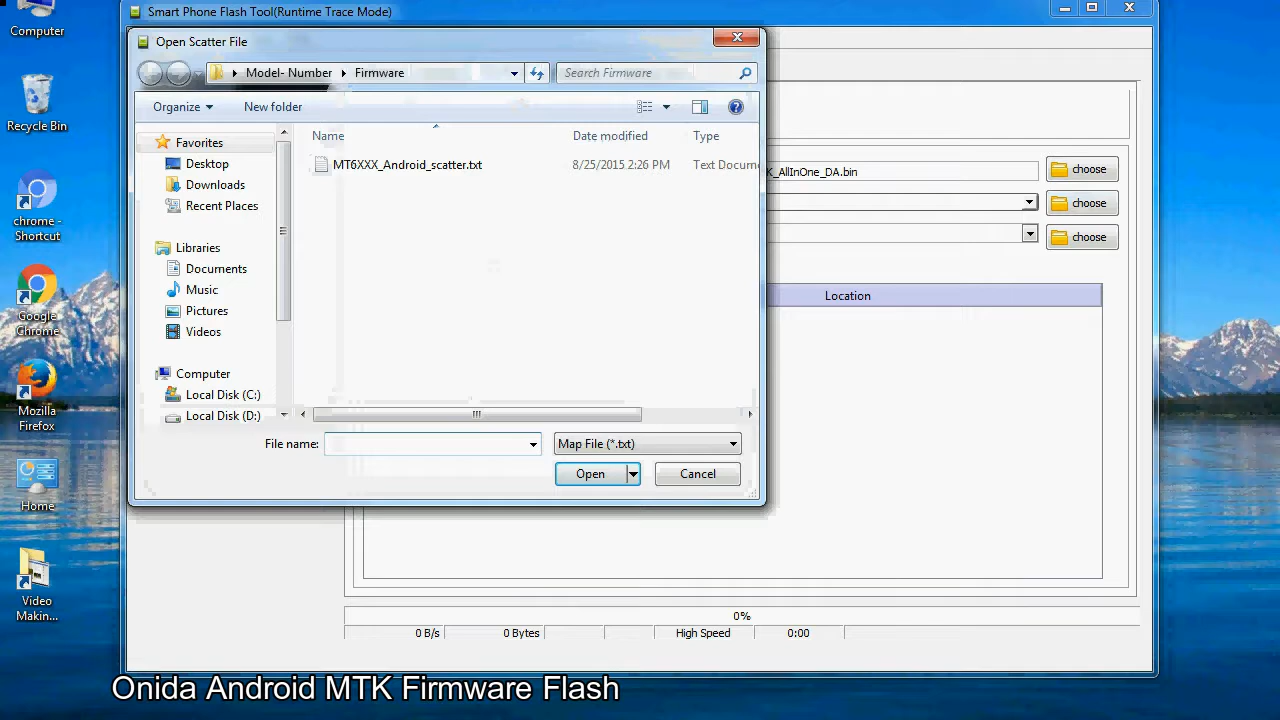 Computer
Recycle Bin
chrome -
Shortcut
Google
Chrome
Mozilla
Firefox
Home
Video
Makin...
Smart Phone Flash Tool(Runtime Trace Mode)
Open Scatter File
Model- Number
Firmware
Search Firmware
Organize
New folder
Name
Date modified
Type
Favorites
Desktop
Downloads
Recent Places
Libraries
Documents
Music
Pictures
Videos
Computer
Local Disk (C:)
Local Disk (D:)
MT6XXX_Android_scatter.txt 8/25/2015 2:26 PM Text Docum
File name:
Map File (*.txt)
Open
Cancel
K_AllInOne_DA.bin
choose
choose
choose
Location
0%
0 B/s 0 Bytes High Speed 0:00
Onida Android MTK Firmware Flash